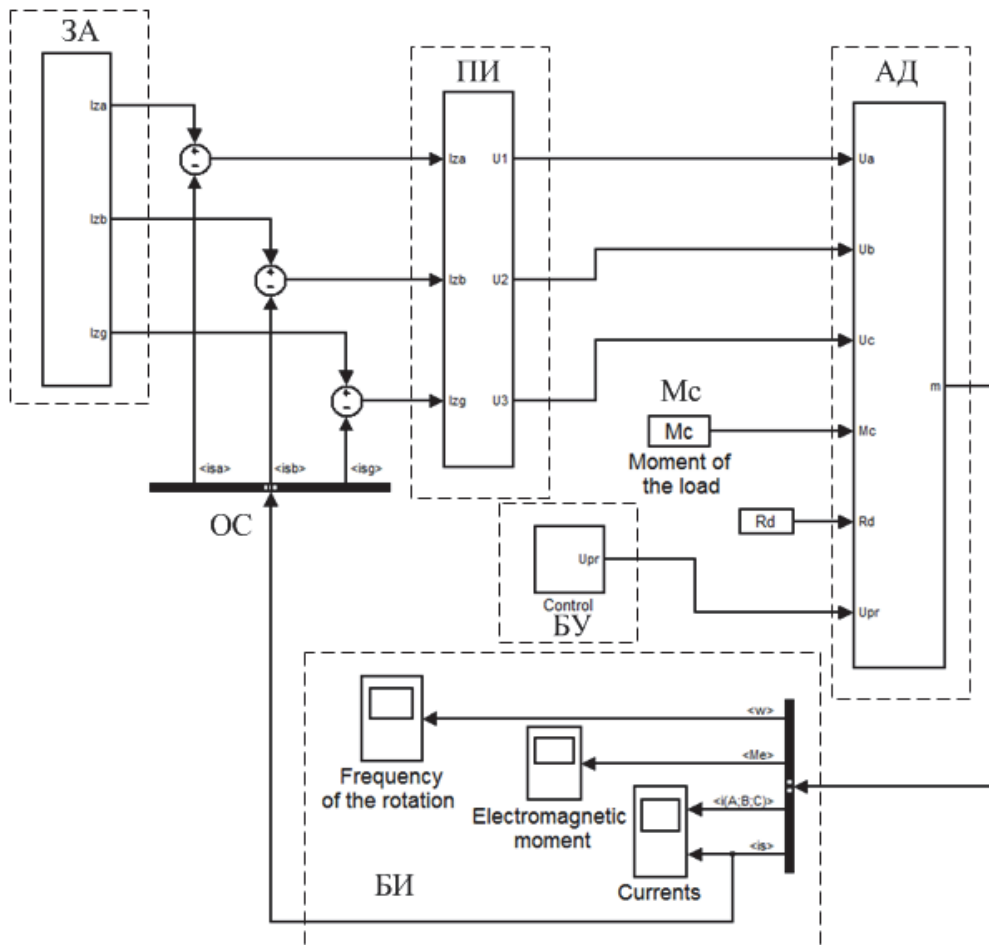 ЗА
Iza
Izb
Izg
+
-
+
-
+
-
<isa>
<isb>
<isg>
ОС
ПИ
Iza
U1
Izb
U2
Izg
U3
АД
Ua
Ub
Uc
Mc
Rd
Upr
m
Мс
Mc
Moment of
the load
Rd
Upr
Control
БУ
<w>
Frequency
of the rotation
<Me>
Electromagnetic
moment
<i(A;B;C)>
<is>
Currents
БИ